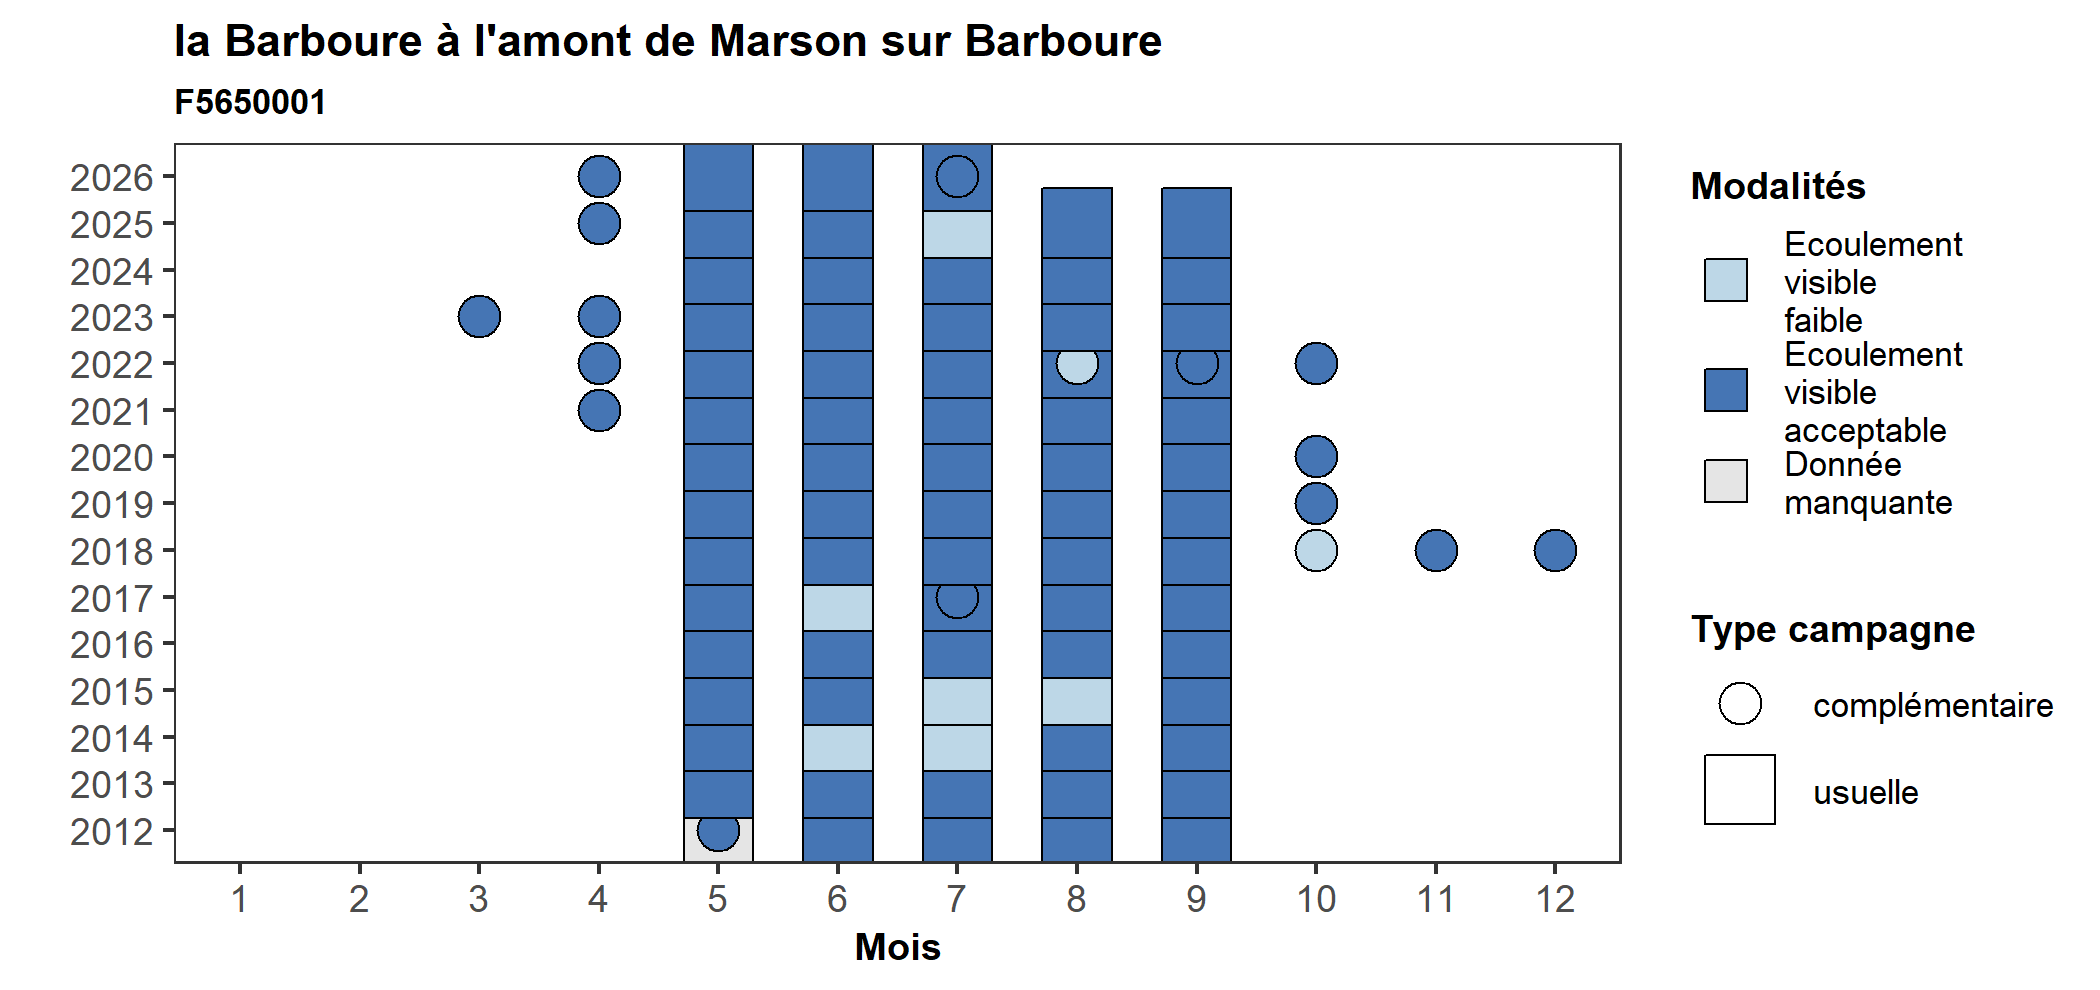 la Barboure à l'amont de Marson sur Barboure
F5650001
2026
2025
2024
2023
2022
2021
2020
2019
2018
2017
2016
2015
2014
2013
2012
1 2 3 4 5 6 7 8 9 10 11 12
Mois
Modalités
Ecoulement
visible
faible
Ecoulement
visible
acceptable
Donnée
manquante
Type campagne
complémentaire
usuelle